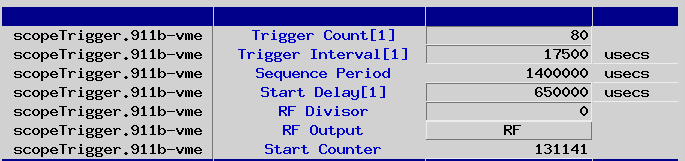 scopeTrigger.911b-vme Trigger Count[1] 80
scopeTrigger.911b-vme Trigger Interval[1] 17500 usecs
scopeTrigger.911b-vme Sequence Period 1400000 usecs
scopeTrigger.911b-vme Start Delay[1] 650000 usecs
scopeTrigger.911b-vme RF Divisor 0
scopeTrigger.911b-vme RF Output RF
scopeTrigger.911b-vme Start Counter 131141